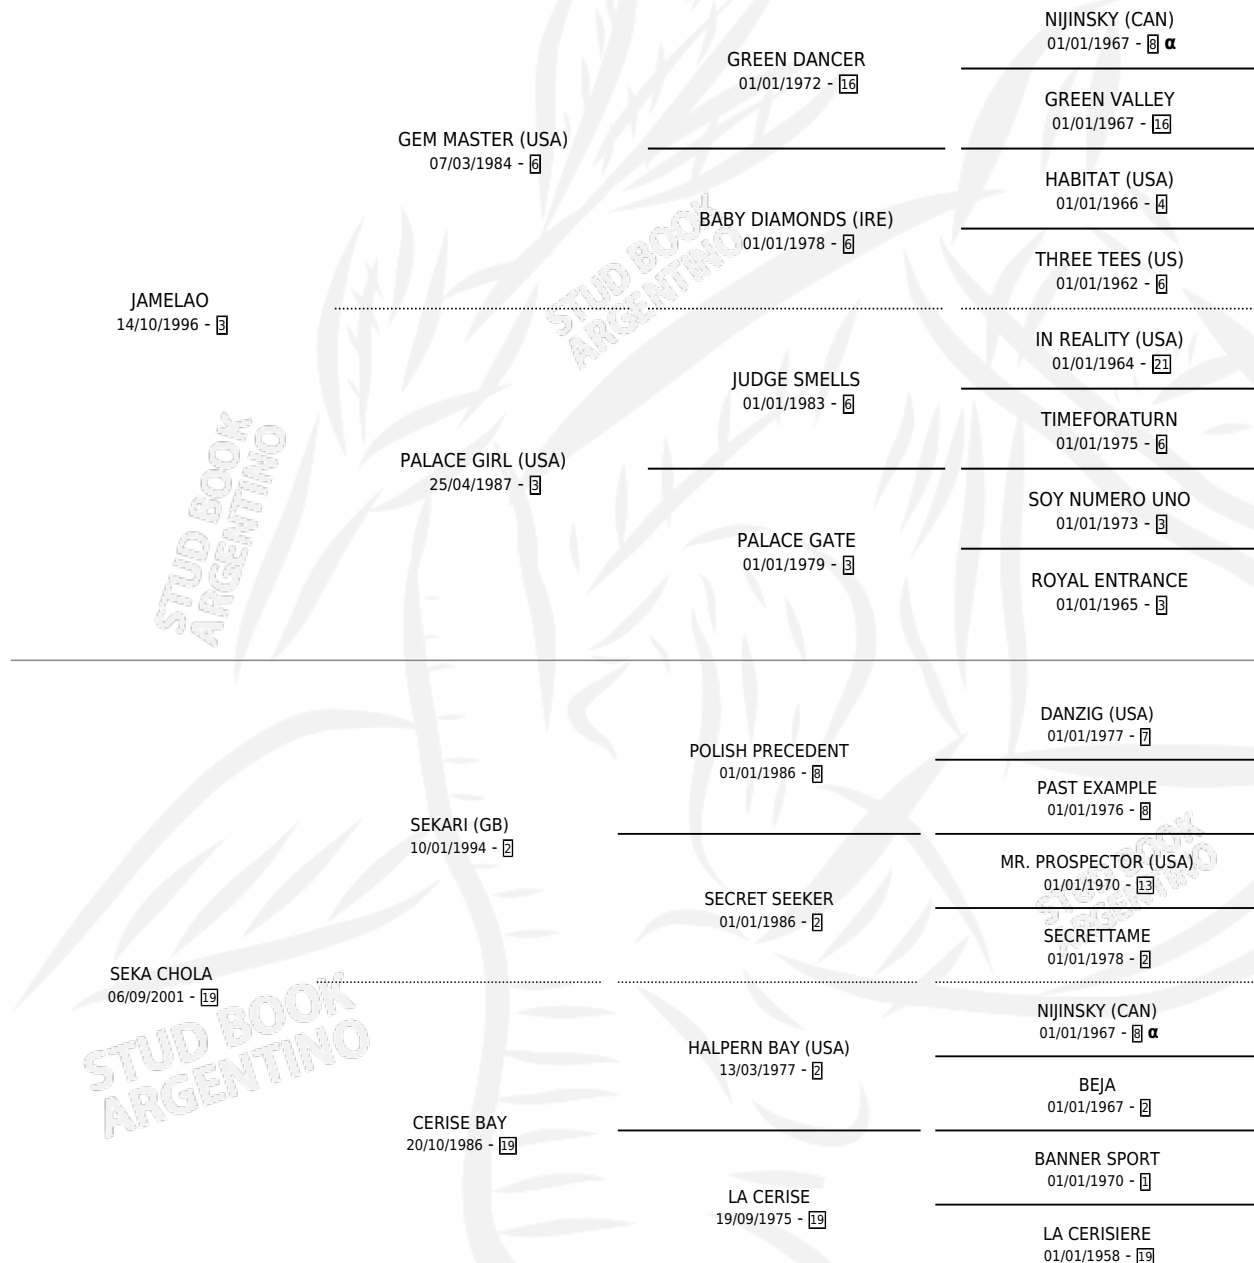 NIJINSKY (CAN)
01/01/1967 - 8 α
GREEN DANCER
01/01/1972 - 16
GREEN VALLEY
01/01/1967 - 16
GEM MASTER (USA)
07/03/1984 - 6
HABITAT (USA)
01/01/1966 - 4
BABY DIAMONDS (IRE)
01/01/1978 - 6
THREE TEES (US)
01/01/1962 - 6
JAMELAO
14/10/1996 - 3
IN REALITY (USA)
01/01/1964 - 21
JUDGE SMELLS
01/01/1983 - 6
TIMEFORATURN
01/01/1975 - 6
PALACE GIRL (USA)
25/04/1987 - 3
SOY NUMERO UNO
01/01/1973 - 3
PALACE GATE
01/01/1979 - 3
ROYAL ENTRANCE
01/01/1965 - 3
DANZIG (USA)
01/01/1977 - 7
POLISH PRECEDENT
01/01/1986 - 8
PAST EXAMPLE
01/01/1976 - 8
SEKARI (GB)
10/01/1994 - 2
MR. PROSPECTOR (USA)
01/01/1970 - 13
SECRET SEEKER
01/01/1986 - 2
SECRETTAME
01/01/1978 - 2
SEKA CHOLA
06/09/2001 - 19
NIJINSKY (CAN)
01/01/1967 - 8 α
HALPERN BAY (USA)
13/03/1977 - 2
BEJA
01/01/1967 - 2
CERISE BAY
20/10/1986 - 19
BANNER SPORT
01/01/1970 - 1
LA CERISE
19/09/1975 - 19
LA CERISIERE
01/01/1958 - 19
STUD BOOK
ARGENTINO
STUD BOOK
ARGENTINO
STUD BOOK
ARGENTINO
STUD BOOK
ARGENTINO